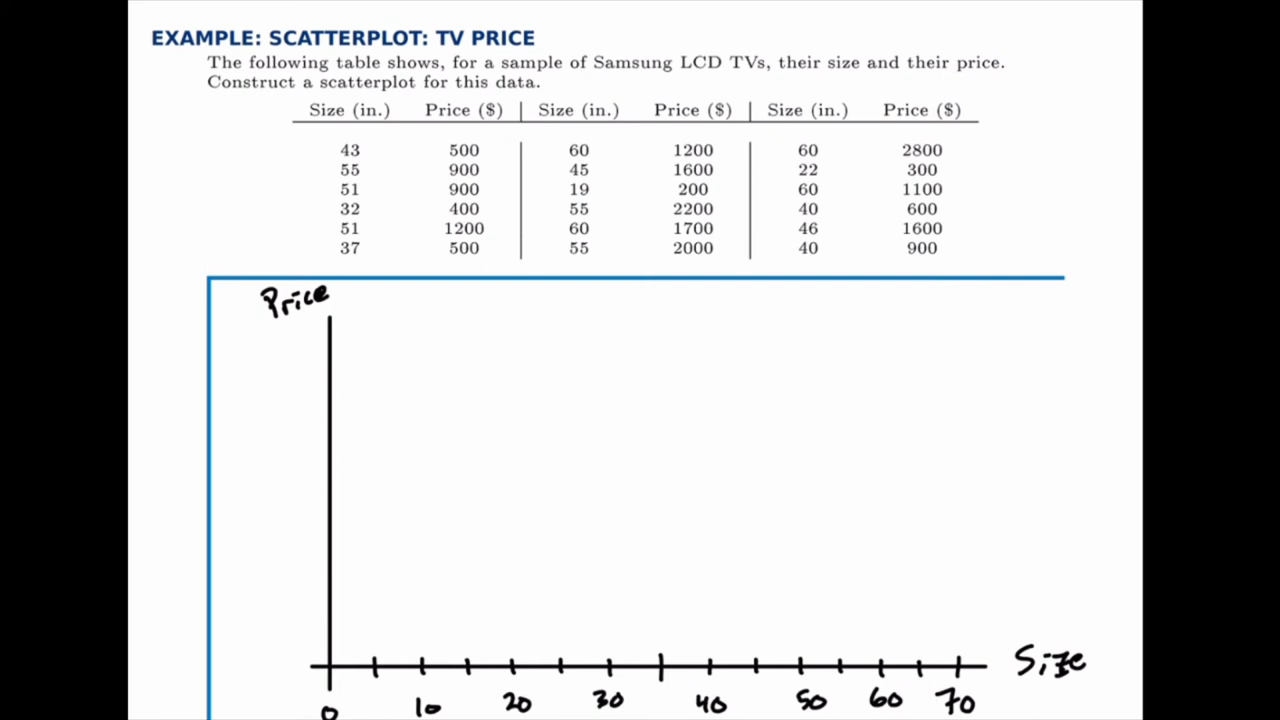 EXAMPLE: SCATTERPLOT: TV PRICE
The following table shows, for a sample of Samsung LCD TVs, their size and their price.
Construct a scatterplot for this data.
Size (in.) Price ($) Size (in.) Price ($) Size (in.) Price ($)
43 500 60 1200 60 2800
55 900 45 1600 22 300
51 900 19 200 60 1100
32 400 55 2200 40 600
51 1200 60 1700 46 1600
37 500 55 2000 40 900
Price
Size
0 10 20 30 40 50 60 70